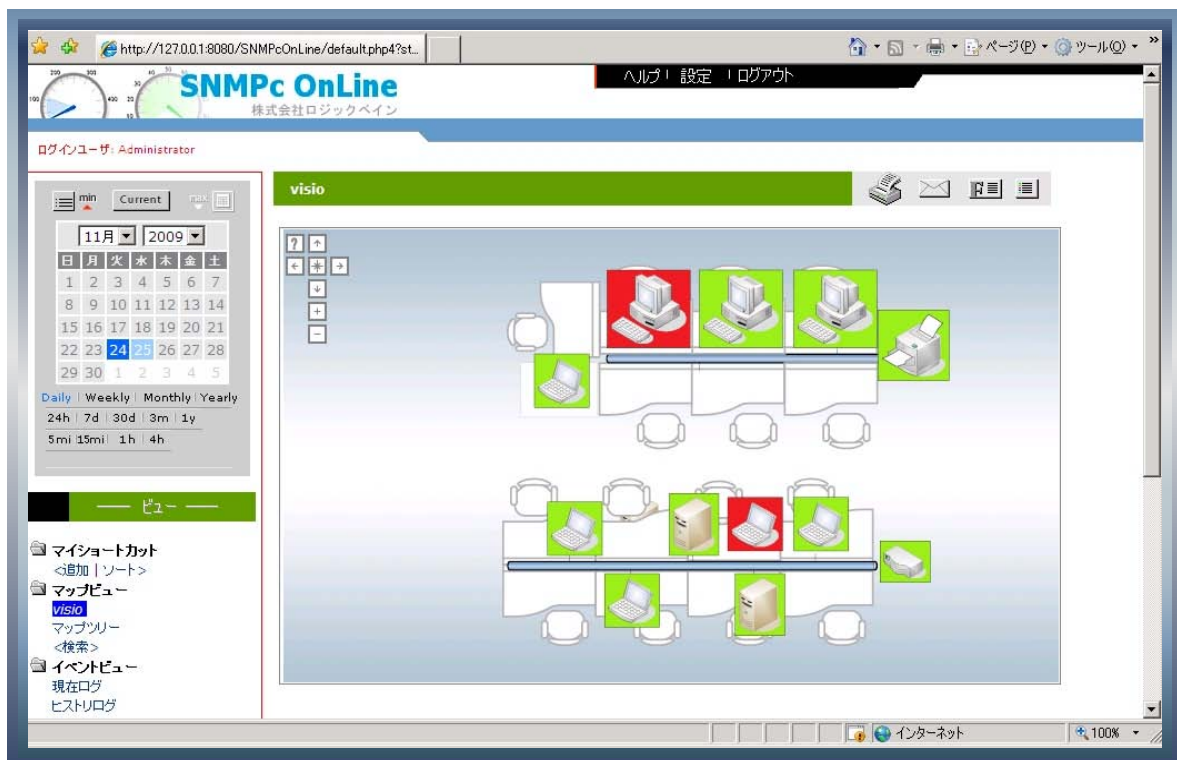 http://127.0.0.1:8080/SNMPcOnLine/default.php4?st...
ページ(P)
ツール(O)
SNMPc OnLine
株式会社ロジックベイン
ヘルプ | 設定 | ログアウト
ログインユーザ: Administrator
min
Current
max
visio
11月 2009
日 月 火 水 木 金 土
1 2 3 4 5 6 7
8 9 10 11 12 13 14
15 16 17 18 19 20 21
22 23 24 25 26 27 28
29 30 1 2 3 4 5
Daily | Weekly | Monthly | Yearly
24h | 7d | 30d | 3m | 1y
5mi | 15mi | 1h | 4h
ビュー
マイショートカット
<追加 | ソート>
マップビュー
visio
マップツリー
<検索>
イベントビュー
現在ログ
ヒストリログ
インターネット
100%